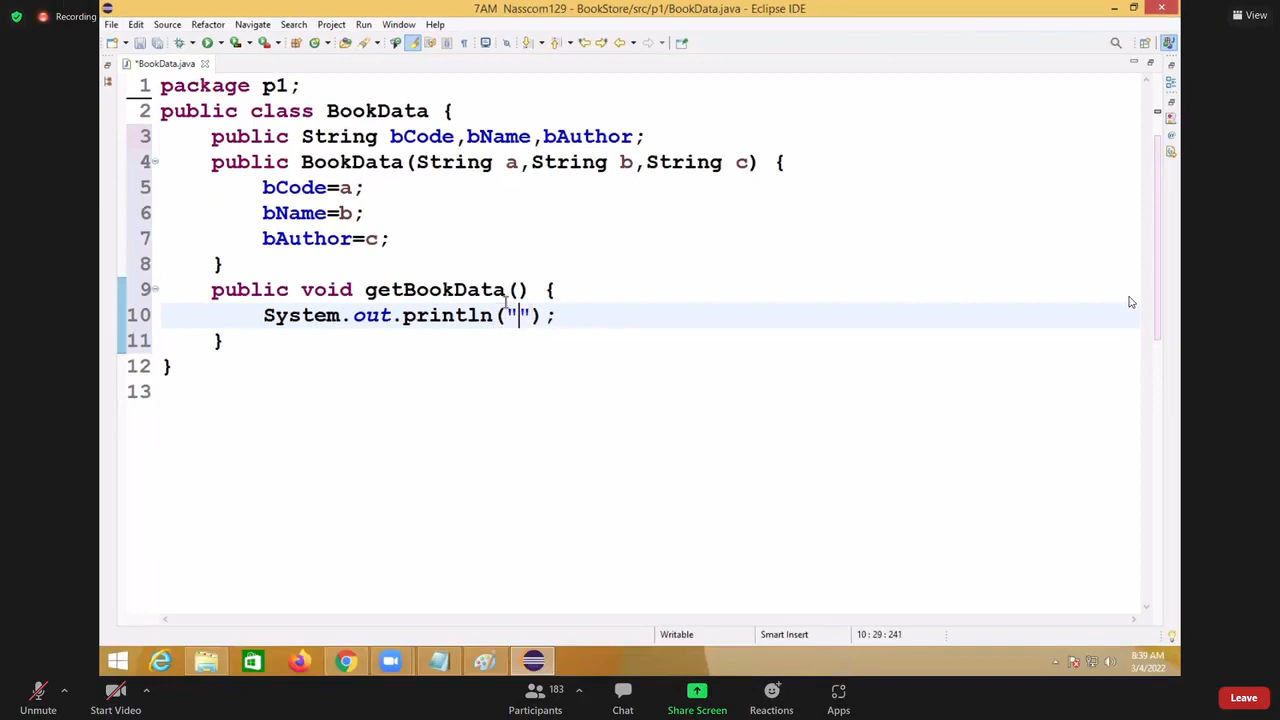 Recording
7AM Nasscom129 - BookStore/src/p1/BookData.java - Eclipse IDE
View
File Edit Source Refactor Navigate Search Project Run Window Help
*BookData.java
1 package p1;
2 public class BookData {
3 public String bCode,bName,bAuthor;
4 public BookData(String a,String b,String c) {
5 bCode=a;
6 bName=b;
7 bAuthor=c;
8 }
9 public void getBookData() {
10 System.out.println("");
11 }
12 }
13
Writable Smart Insert 10 : 29 : 241
8:39 AM
3/4/2022
183
Unmute Start Video Participants Chat Share Screen Reactions Apps Leave